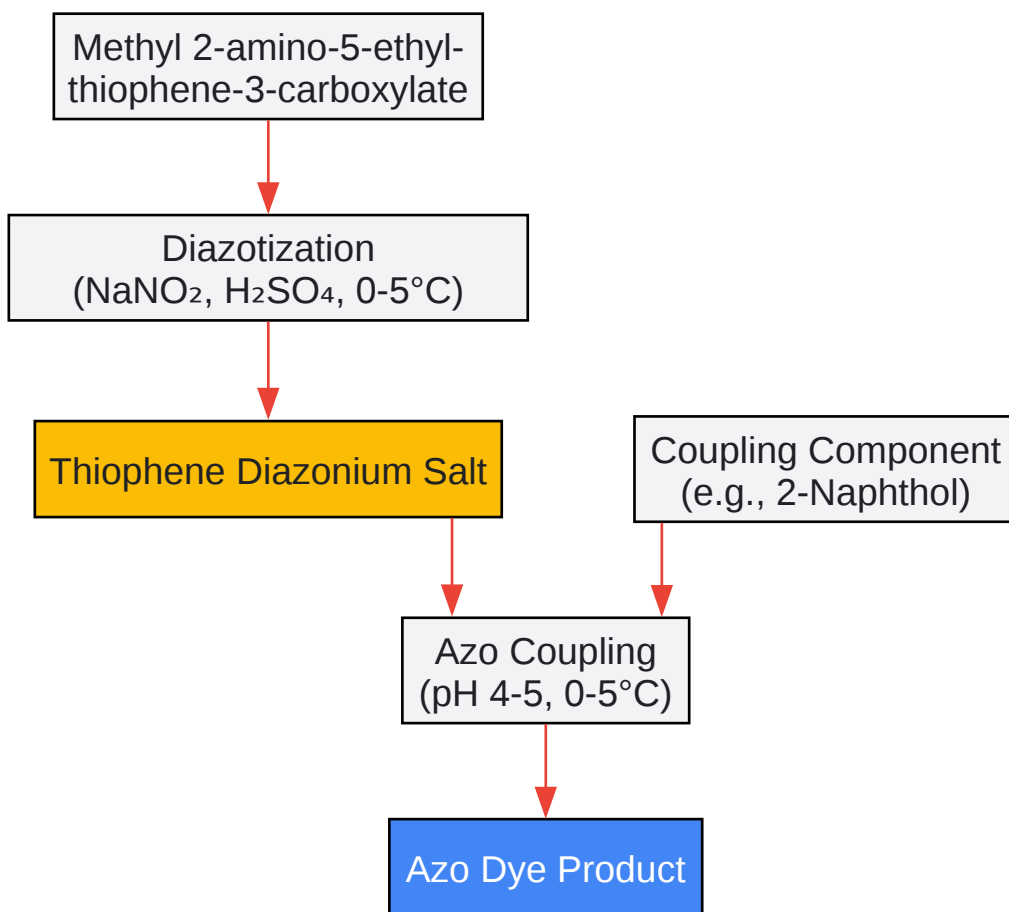 Methyl 2-amino-5-ethyl-
thiophene-3-carboxylate
Diazotization
(NaNO₂, H₂SO₄, 0-5°C)
Thiophene Diazonium Salt
Coupling Component
(e.g., 2-Naphthol)
Azo Coupling
(pH 4-5, 0-5°C)
Azo Dye Product